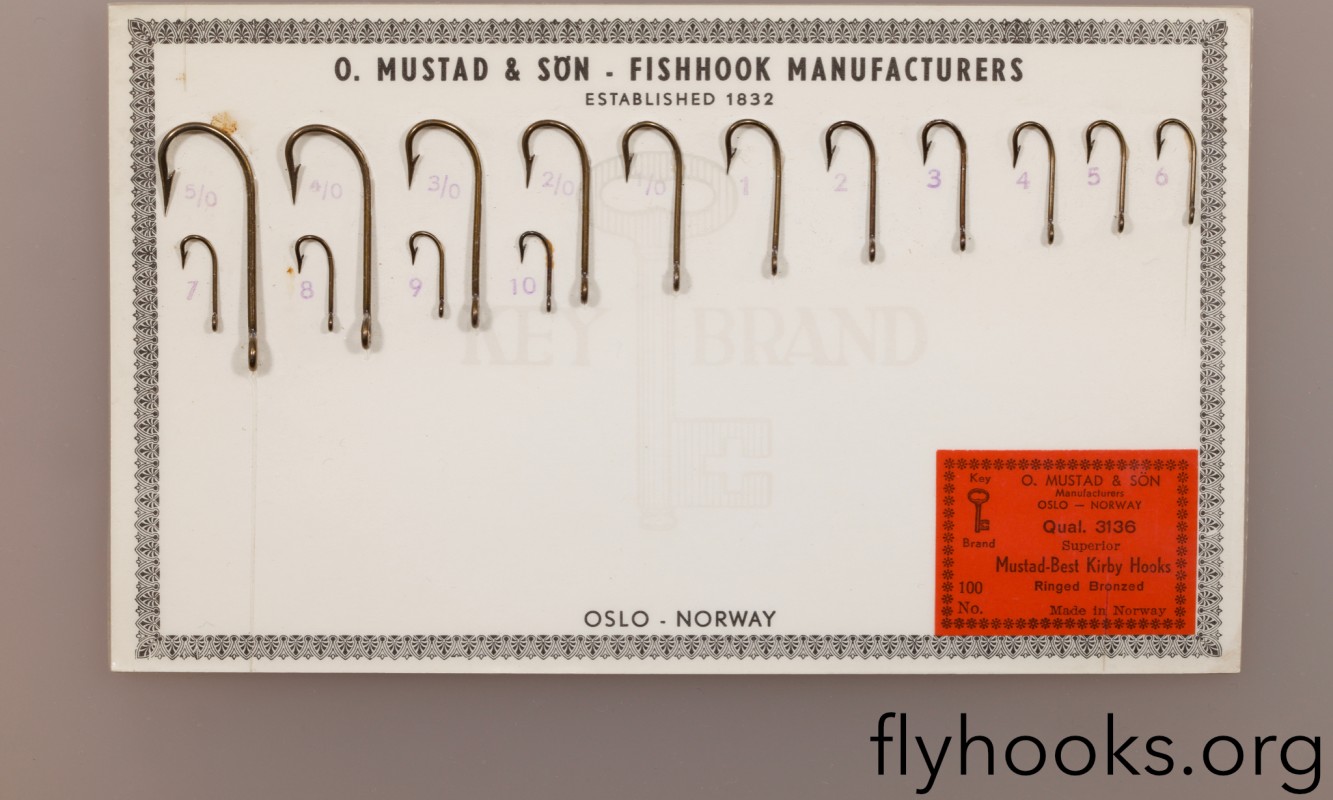 O. MUSTAD & SÖN - FISHHOOK MANUFACTURERS
ESTABLISHED 1832
5/0 4/0 3/0 2/0 1/0 1 2 3 4 5 6
7 8 9 10
KEY BRAND
Key
O. MUSTAD & SÖN
Manufacturers
OSLO — NORWAY
Qual. 3136
Brand
Superior
Mustad-Best Kirby Hooks
100
Ringed Bronzed
No.
Made in Norway
OSLO - NORWAY
flyhooks.org